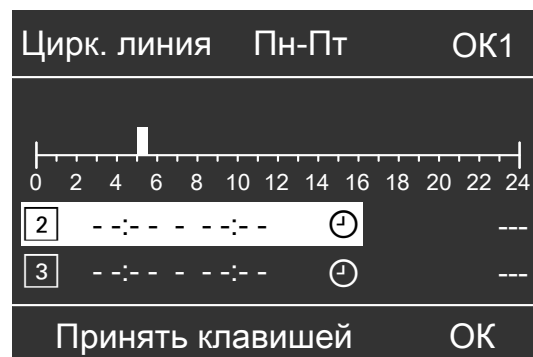 Цирк. линия Пн-Пт ОК1
0 2 4 6 8 10 12 14 16 18 20 22 24
2 --:-- - --:-- ---
3 --:-- - --:-- ---
Принять клавишей ОК